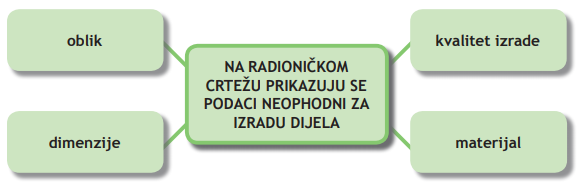 oblik
kvalitet izrade
NA RADIONIČKOM
CRTEŽU PRIKAZUJU SE
PODACI NEOPHODNI ZA
IZRADU DIJELA
dimenzije
materijal